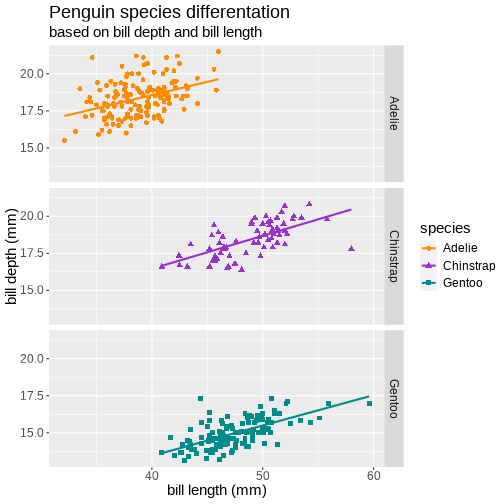 Penguin species differentation
based on bill depth and bill length
20.0
17.5
15.0
Adelie
20.0
17.5
15.0
Chinstrap
20.0
17.5
15.0
Gentoo
bill depth (mm)
40
50
60
bill length (mm)
species
Adelie
Chinstrap
Gentoo